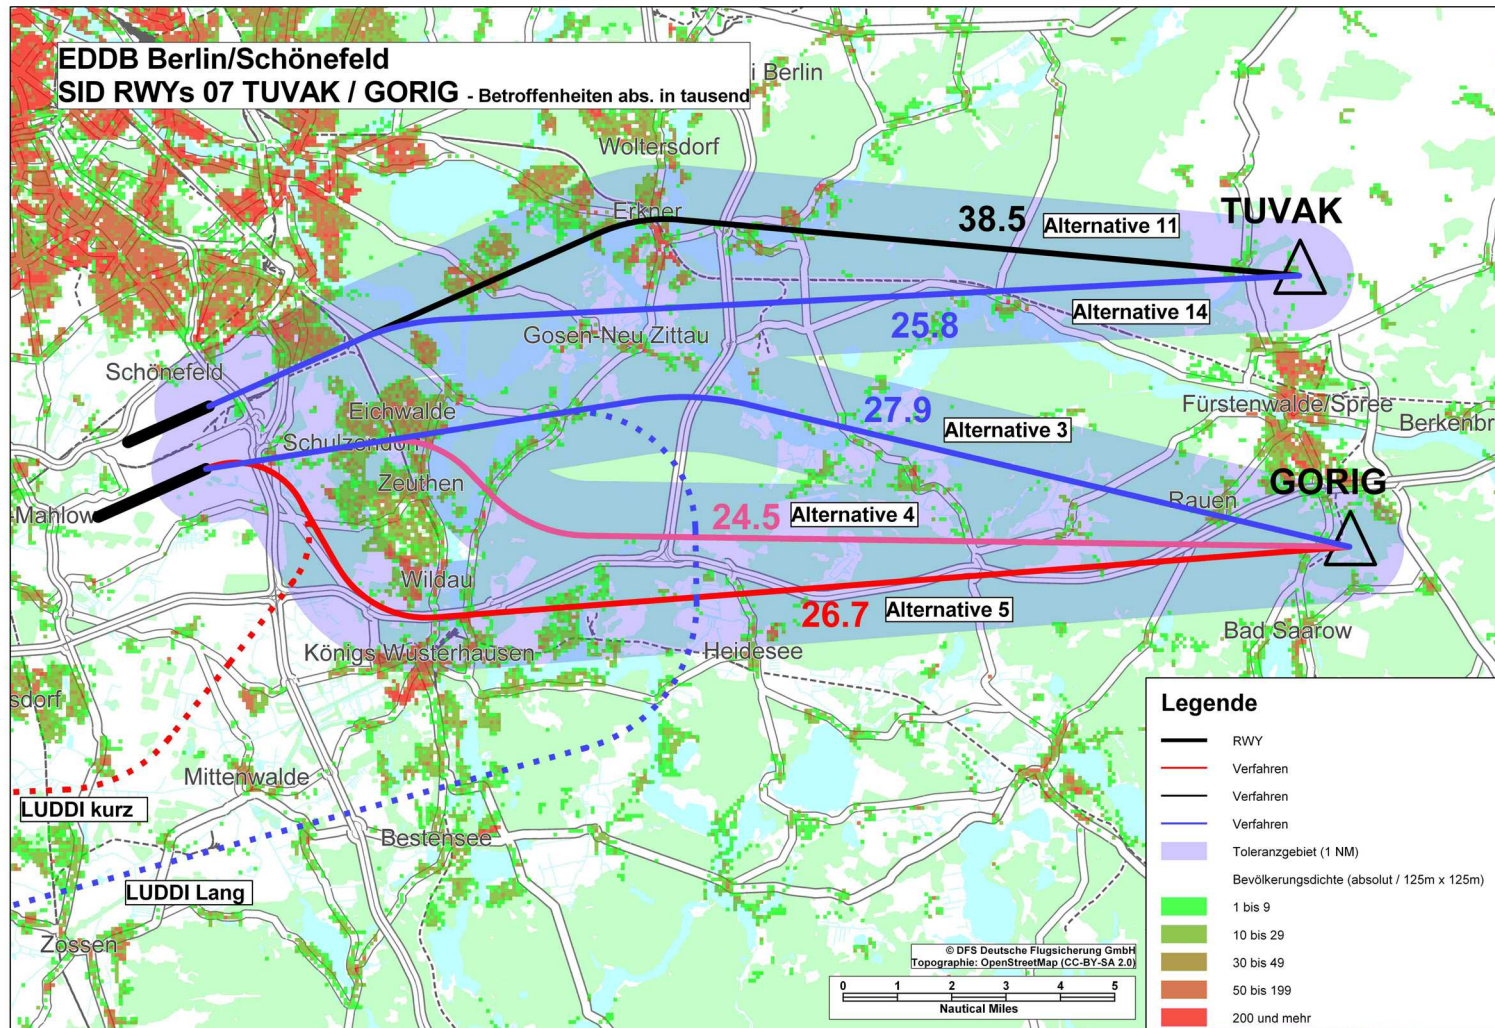 EDDB Berlin/Schönefeld
SID RWYs 07 TUVAK / GORIG - Betroffenheiten abs. in tausend
i Berlin
Woltersdorf
Erkner
38.5 Alternative 11
TUVAK
Alternative 14
25.8
Gosen-Neu Zittau
Schönefeld
Eichwalde
Schulzendorf
27.9
Alternative 3
Fürstenwalde/Spree
Berkenbr
Zeuthen
GORIG
Rauen
-Mahlow
24.5 Alternative 4
Wildau
26.7 Alternative 5
Bad Saarow
Königs Wusterhausen
Heidesee
sdorf
Mittenwalde
LUDDI kurz
Bestensee
LUDDI Lang
Zossen
Legende
RWY
Verfahren
Verfahren
Verfahren
Toleranzgebiet (1 NM)
Bevölkerungsdichte (absolut / 125m x 125m)
1 bis 9
10 bis 29
30 bis 49
50 bis 199
200 und mehr
© DFS Deutsche Flugsicherung GmbH
Topographie: OpenStreetMap (CC-BY-SA 2.0)
0 1 2 3 4 5
Nautical Miles